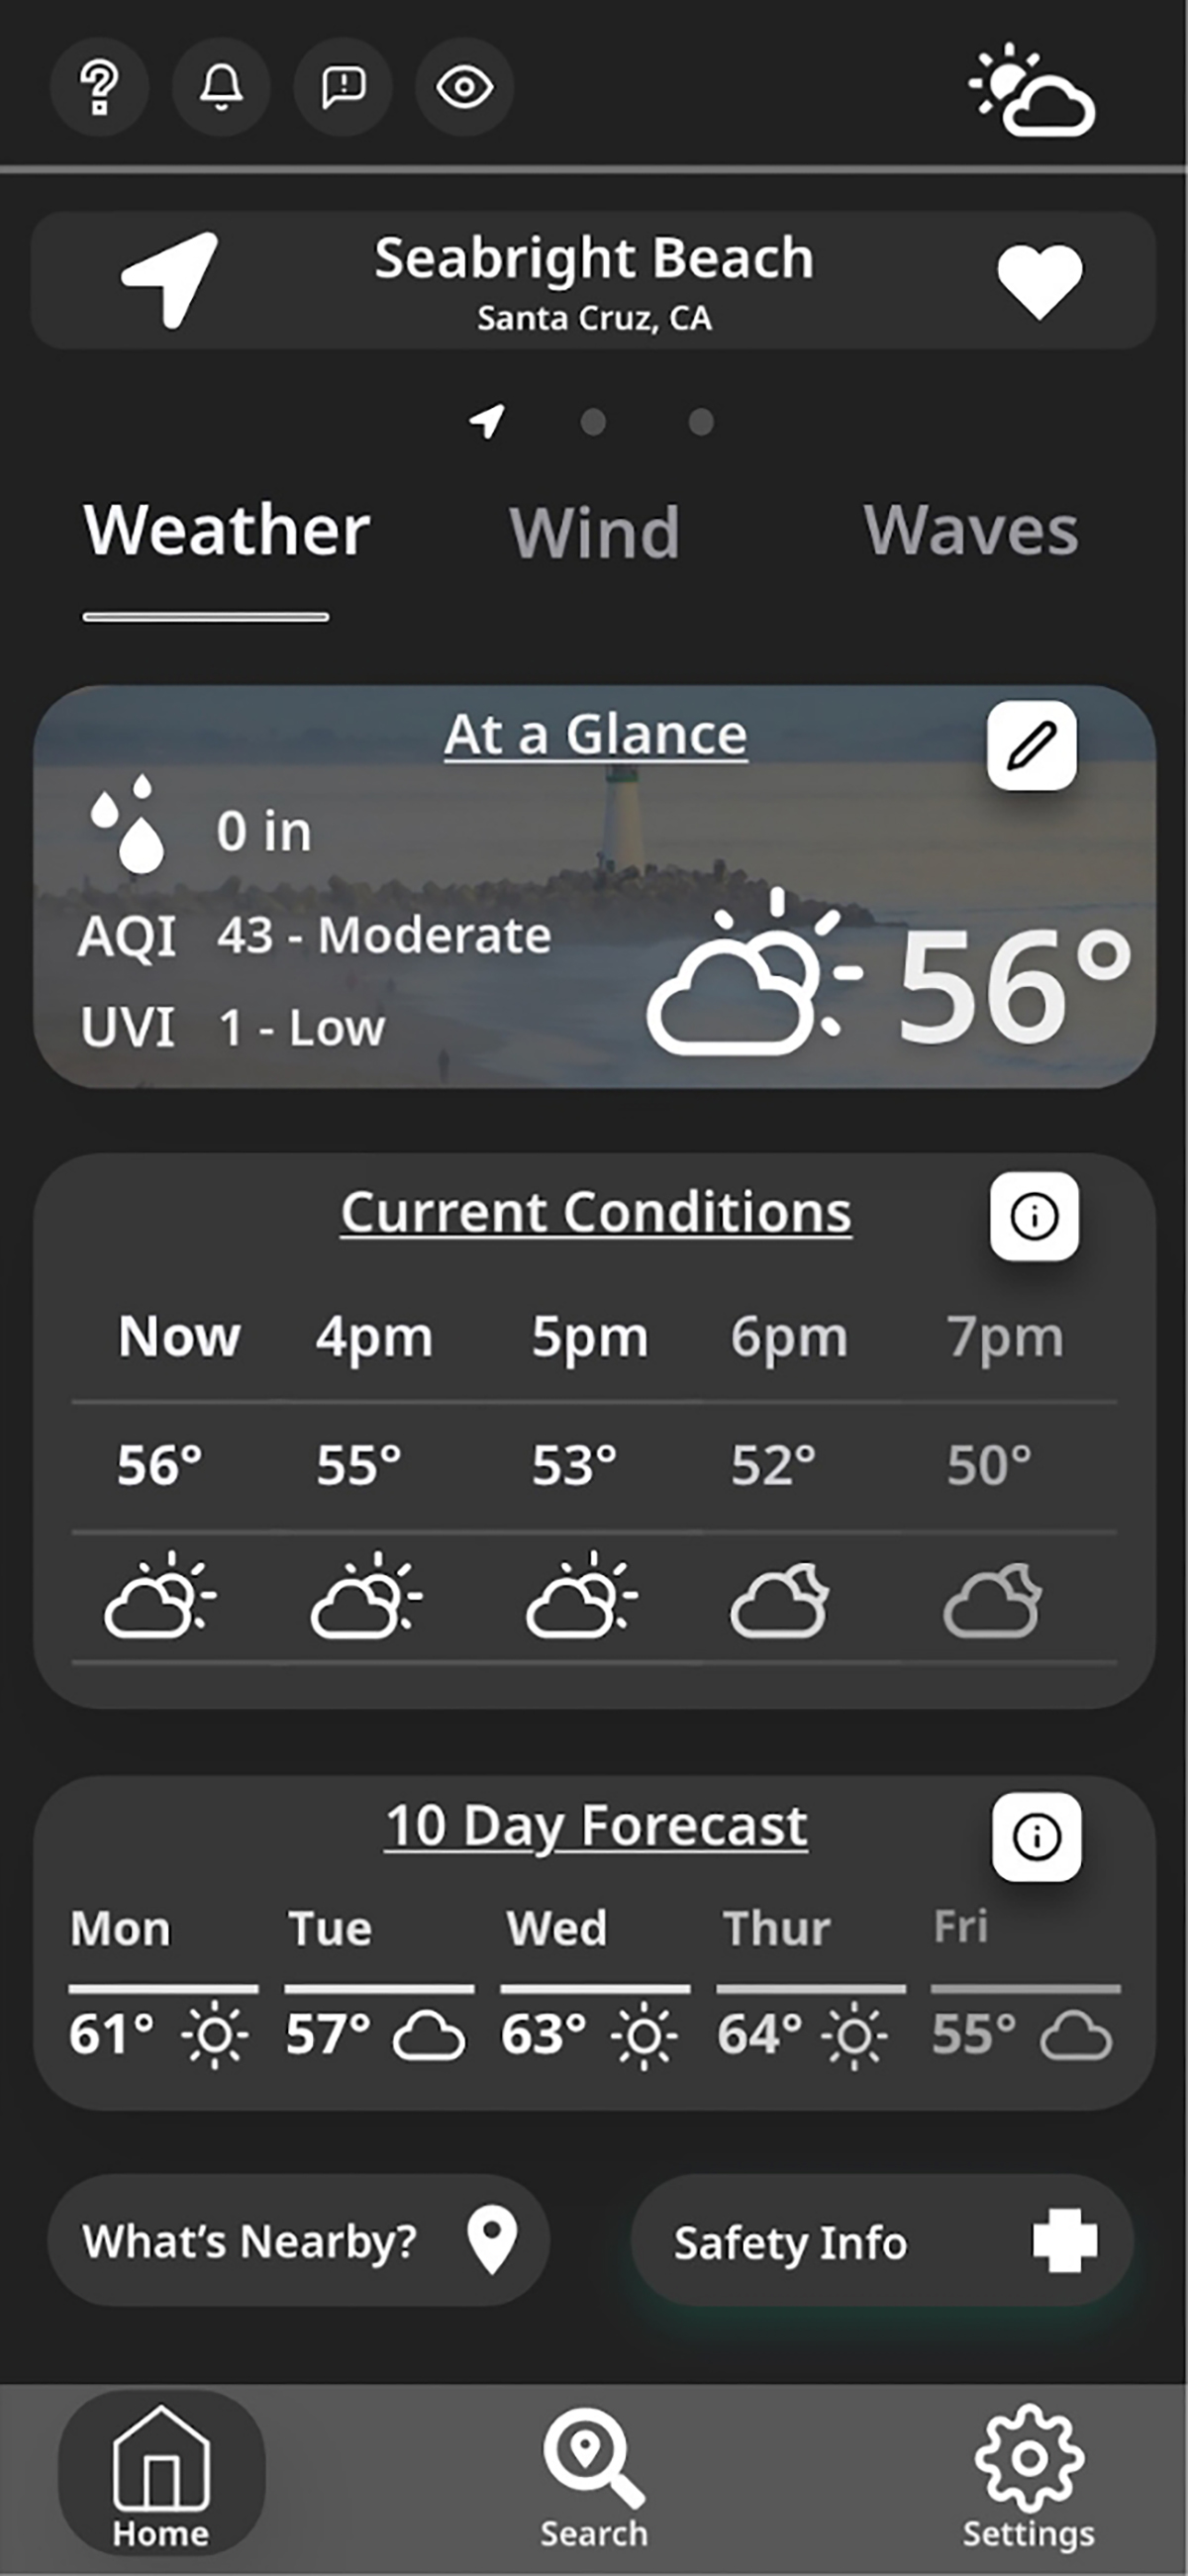 Seabright Beach
Santa Cruz, CA
Weather Wind Waves
At a Glance
0 in
AQI 43 - Moderate
UVI 1 - Low
56°
Current Conditions
Now 4pm 5pm 6pm 7pm
56° 55° 53° 52° 50°
10 Day Forecast
Mon Tue Wed Thur Fri
61° 57° 63° 64° 55°
What's Nearby? Safety Info
Home Search Settings